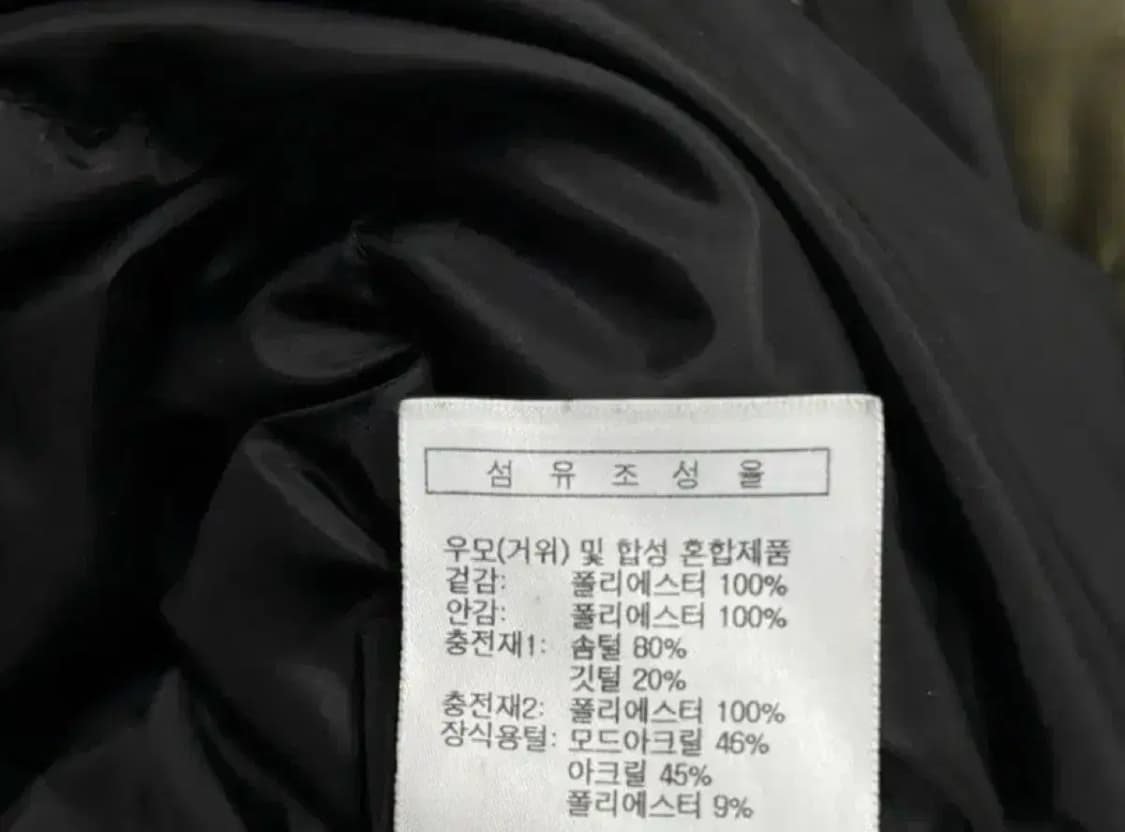 섬 유 조 성 율
우모(거위) 및 합성 혼합제품
겉감: 폴리에스터 100%
안감: 폴리에스터 100%
충전재1: 솜털 80%
깃털 20%
충전재2: 폴리에스터 100%
장식용털: 모드아크릴 46%
아크릴 45%
폴리에스터 9%